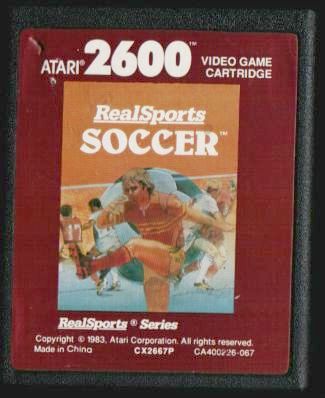 ATARI® 2600™ VIDEO GAME
CARTRIDGE
RealSports
SOCCER™
17
RealSports ® Series
Copyright © 1983, Atari Corporation. All rights reserved.
Made in China CX2667P CA400226-067